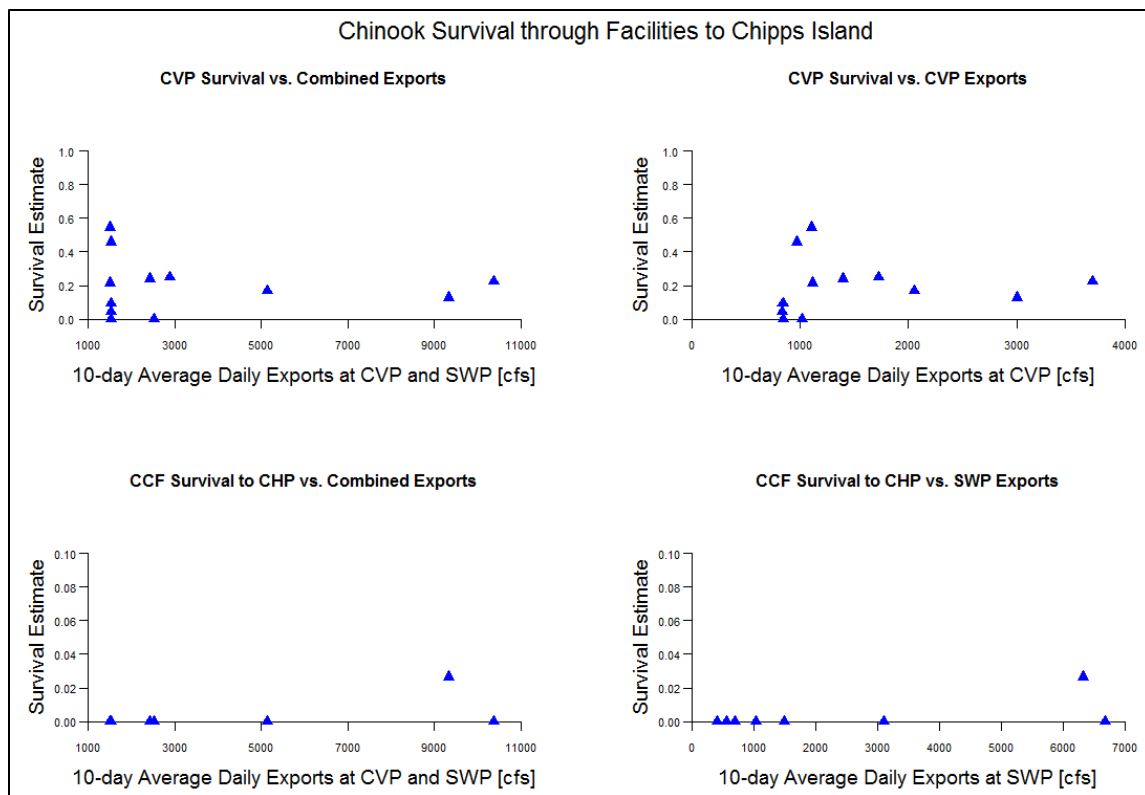 Chinook Survival through Facilities to Chipps Island
CVP Survival vs. Combined Exports
Survival Estimate
1.0
0.8
0.6
0.4
0.2
0.0
1000 3000 5000 7000 9000 11000
10-day Average Daily Exports at CVP and SWP [cfs]
CVP Survival vs. CVP Exports
Survival Estimate
1.0
0.8
0.6
0.4
0.2
0.0
0 1000 2000 3000 4000
10-day Average Daily Exports at CVP [cfs]
CCF Survival to CHP vs. Combined Exports
Survival Estimate
0.10
0.08
0.06
0.04
0.02
0.00
1000 3000 5000 7000 9000 11000
10-day Average Daily Exports at CVP and SWP [cfs]
CCF Survival to CHP vs. SWP Exports
Survival Estimate
0.10
0.08
0.06
0.04
0.02
0.00
0 1000 2000 3000 4000 5000 6000 7000
10-day Average Daily Exports at SWP [cfs]